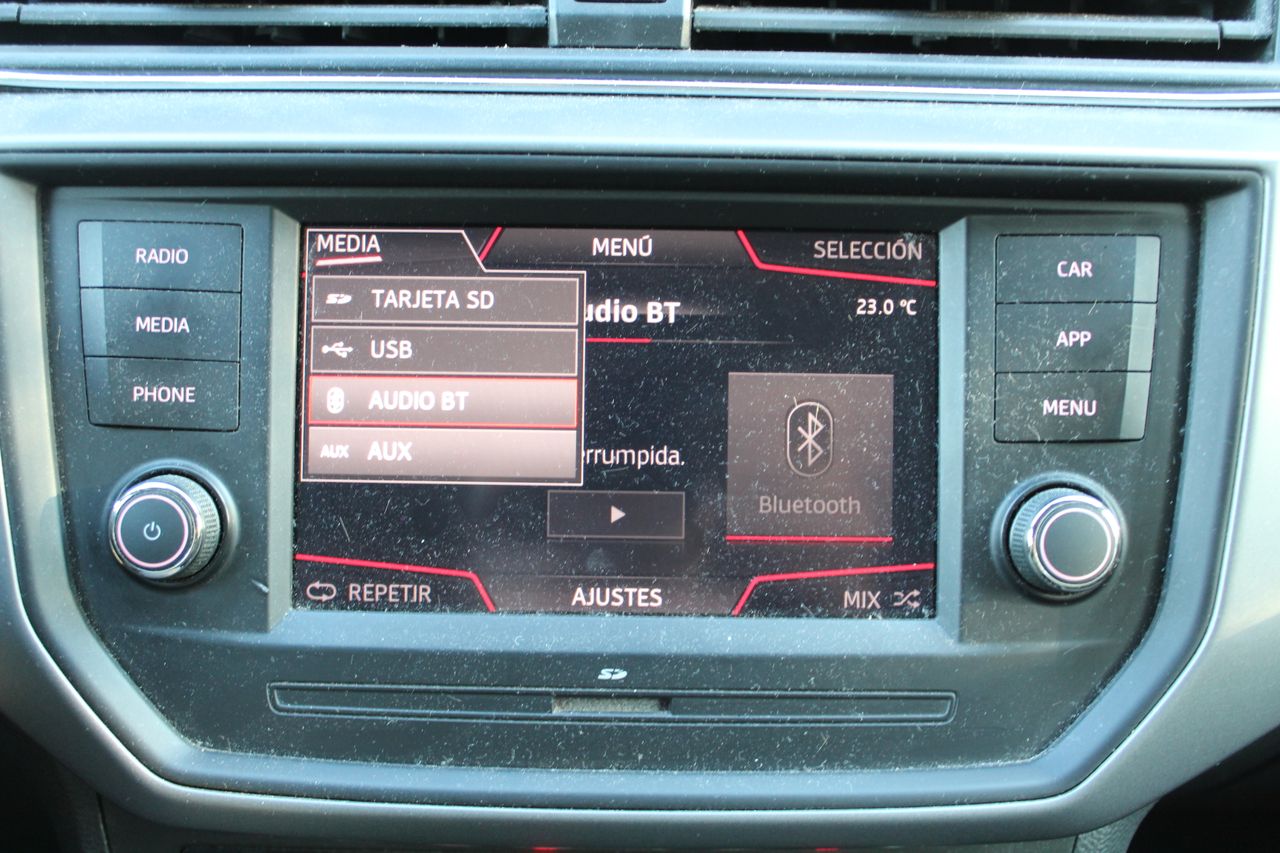 RADIO
MEDIA
PHONE
MEDIA
MENÚ
SELECCIÓN
TARJETA SD
USB
AUDIO BT
AUX AUX
udio BT
23.0 °C
errumpida.
Bluetooth
REPETIR
AJUSTES
MIX
CAR
APP
MENU
SD